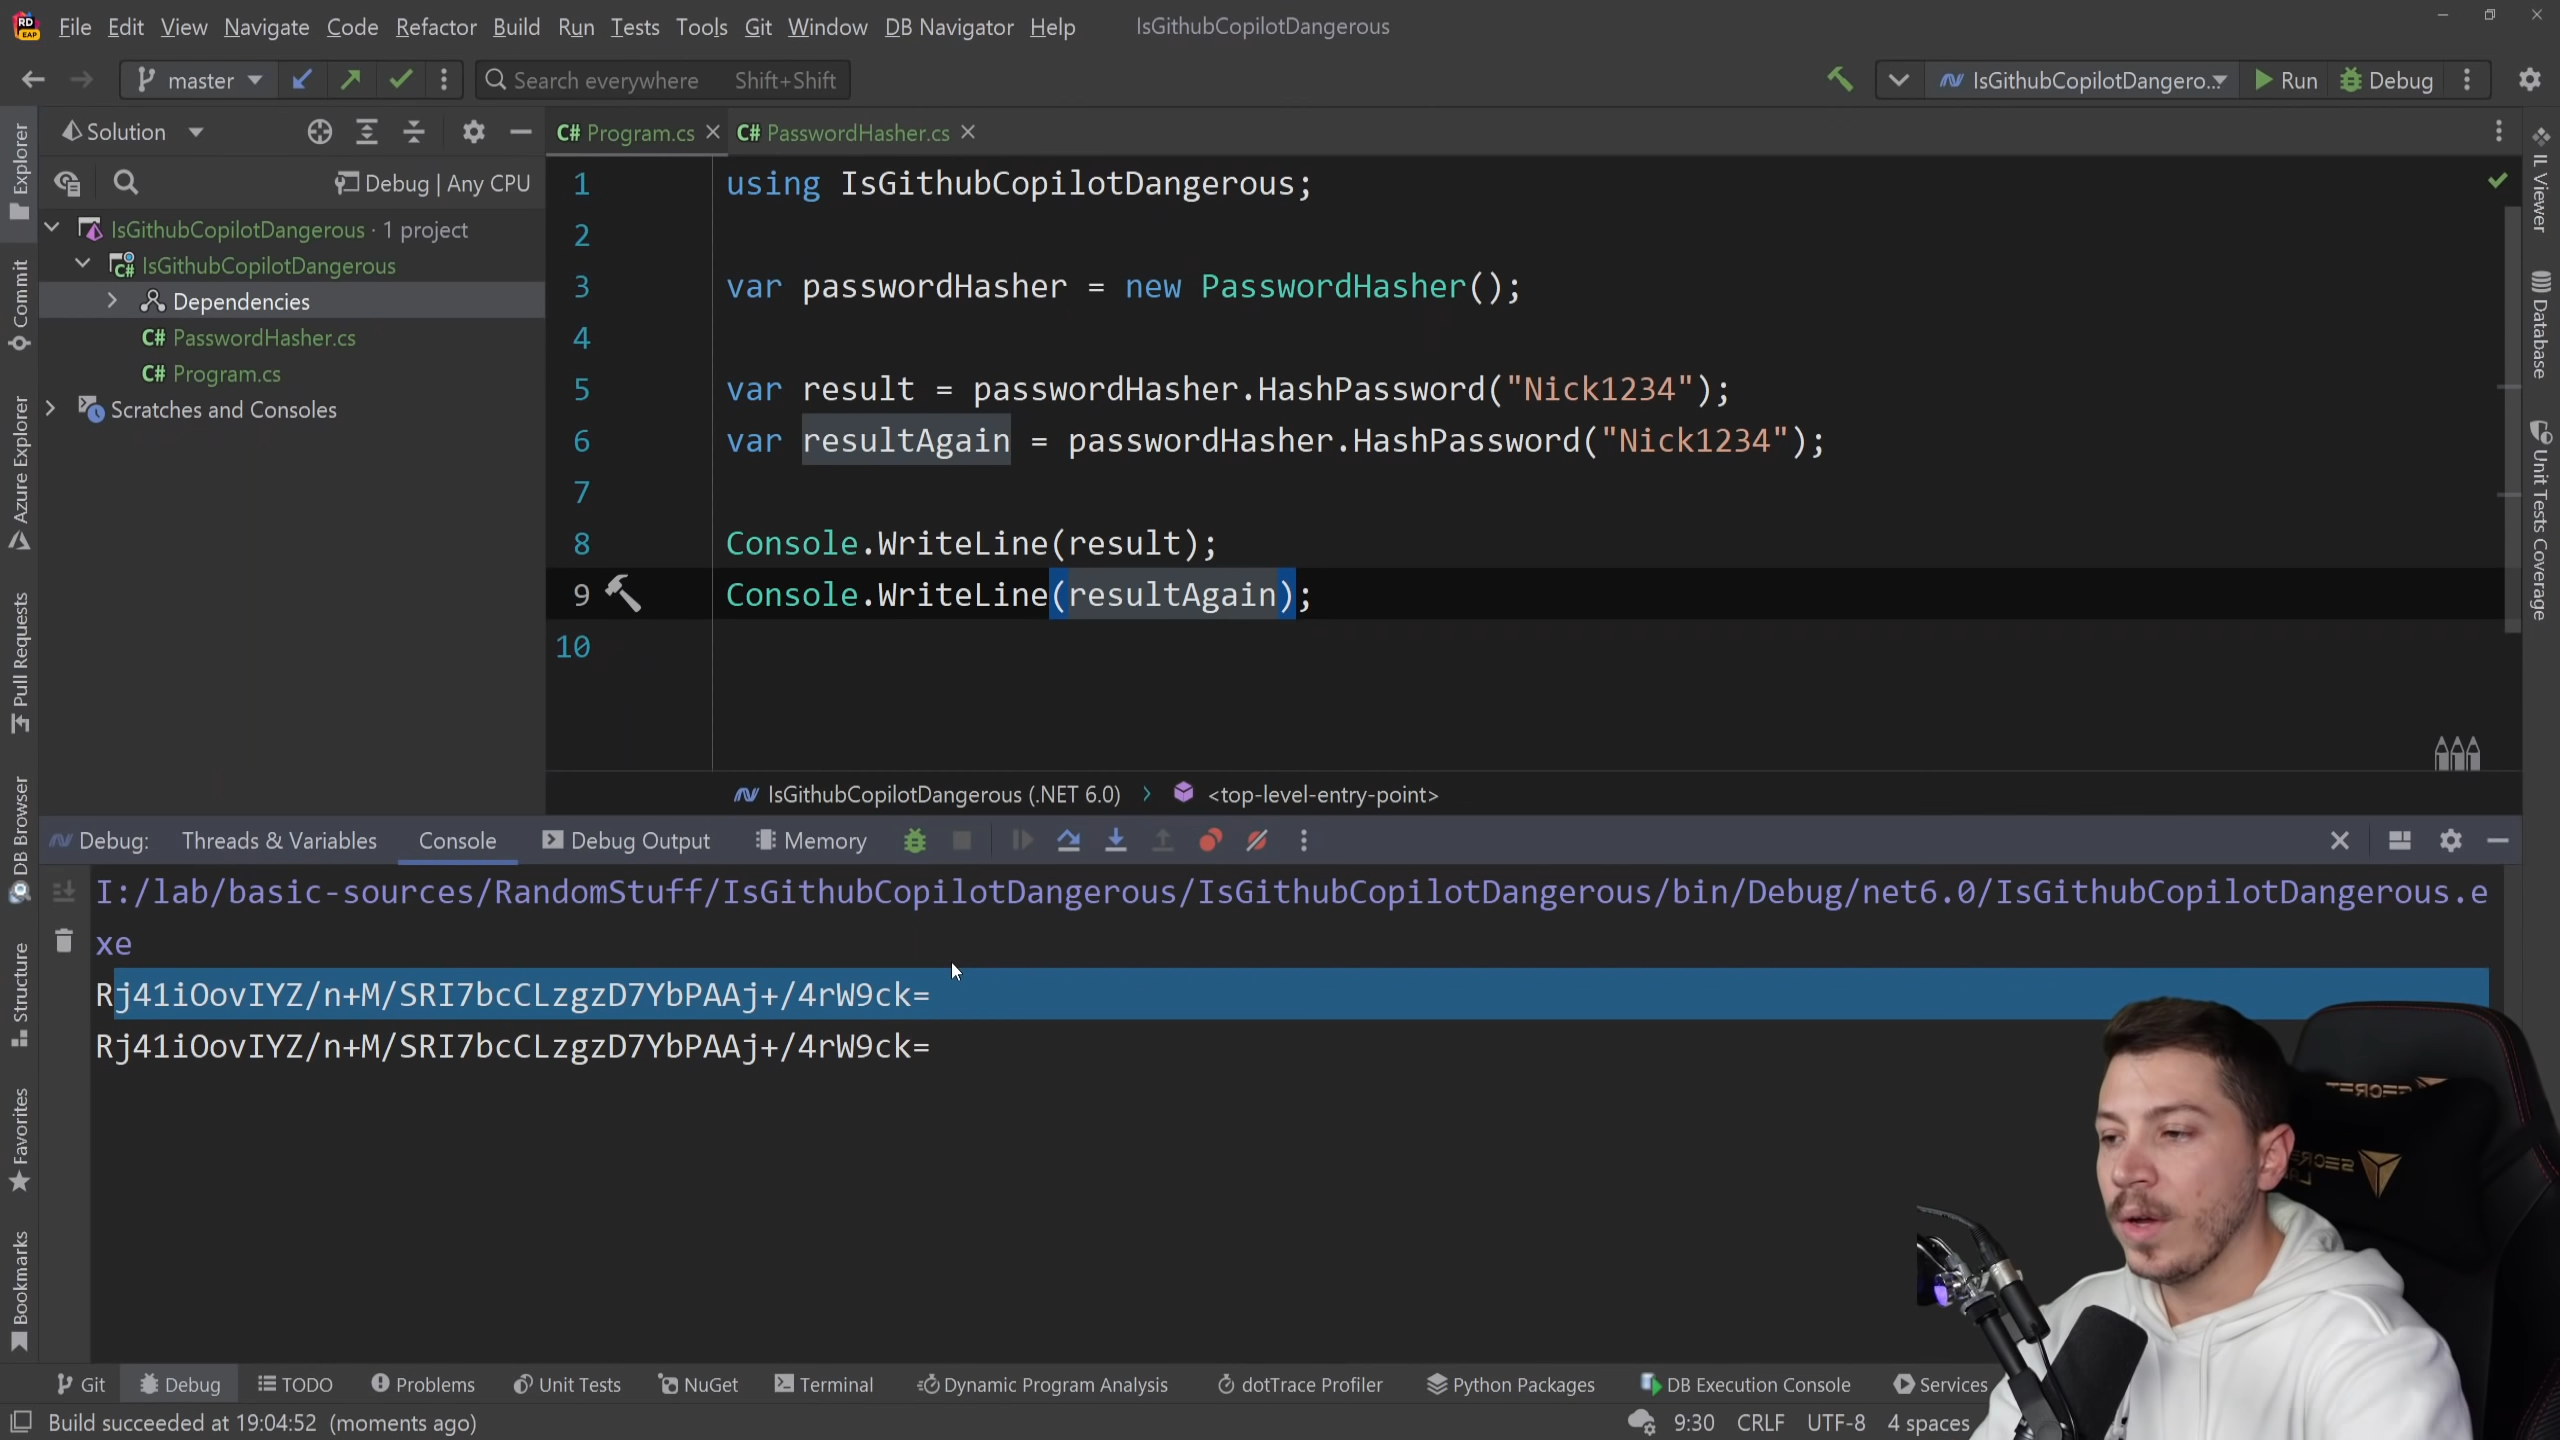 File Edit View Navigate Code Refactor Build Run Tests Tools Git Window DB Navigator Help IsGithubCopilotDangerous
master Search everywhere Shift+Shift IsGithubCopilotDangero... Run Debug
Solution
Debug | Any CPU
IsGithubCopilotDangerous · 1 project
IsGithubCopilotDangerous
Dependencies
C# PasswordHasher.cs
C# Program.cs
Scratches and Consoles
C# Program.cs C# PasswordHasher.cs
1 using IsGithubCopilotDangerous;
2
3 var passwordHasher = new PasswordHasher();
4
5 var result = passwordHasher.HashPassword("Nick1234");
6 var resultAgain = passwordHasher.HashPassword("Nick1234");
7
8 Console.WriteLine(result);
9 Console.WriteLine(resultAgain);
10
IsGithubCopilotDangerous (.NET 6.0) <top-level-entry-point>
Debug: Threads & Variables Console Debug Output Memory
I:/lab/basic-sources/RandomStuff/IsGithubCopilotDangerous/IsGithubCopilotDangerous/bin/Debug/net6.0/IsGithubCopilotDangerous.e
xe
Rj41iOovIYZ/n+M/SRI7bcCLzgzD7YbPAAj+/4rW9ck=
Rj41iOovIYZ/n+M/SRI7bcCLzgzD7YbPAAj+/4rW9ck=
Explorer
Commit
Azure Explorer
Pull Requests
DB Browser
Structure
Favorites
Bookmarks
IL Viewer
Database
Unit Tests Coverage
Git Debug TODO Problems Unit Tests NuGet Terminal Dynamic Program Analysis dotTrace Profiler Python Packages DB Execution Console Services
Build succeeded at 19:04:52 (moments ago) 9:30 CRLF UTF-8 4 spaces